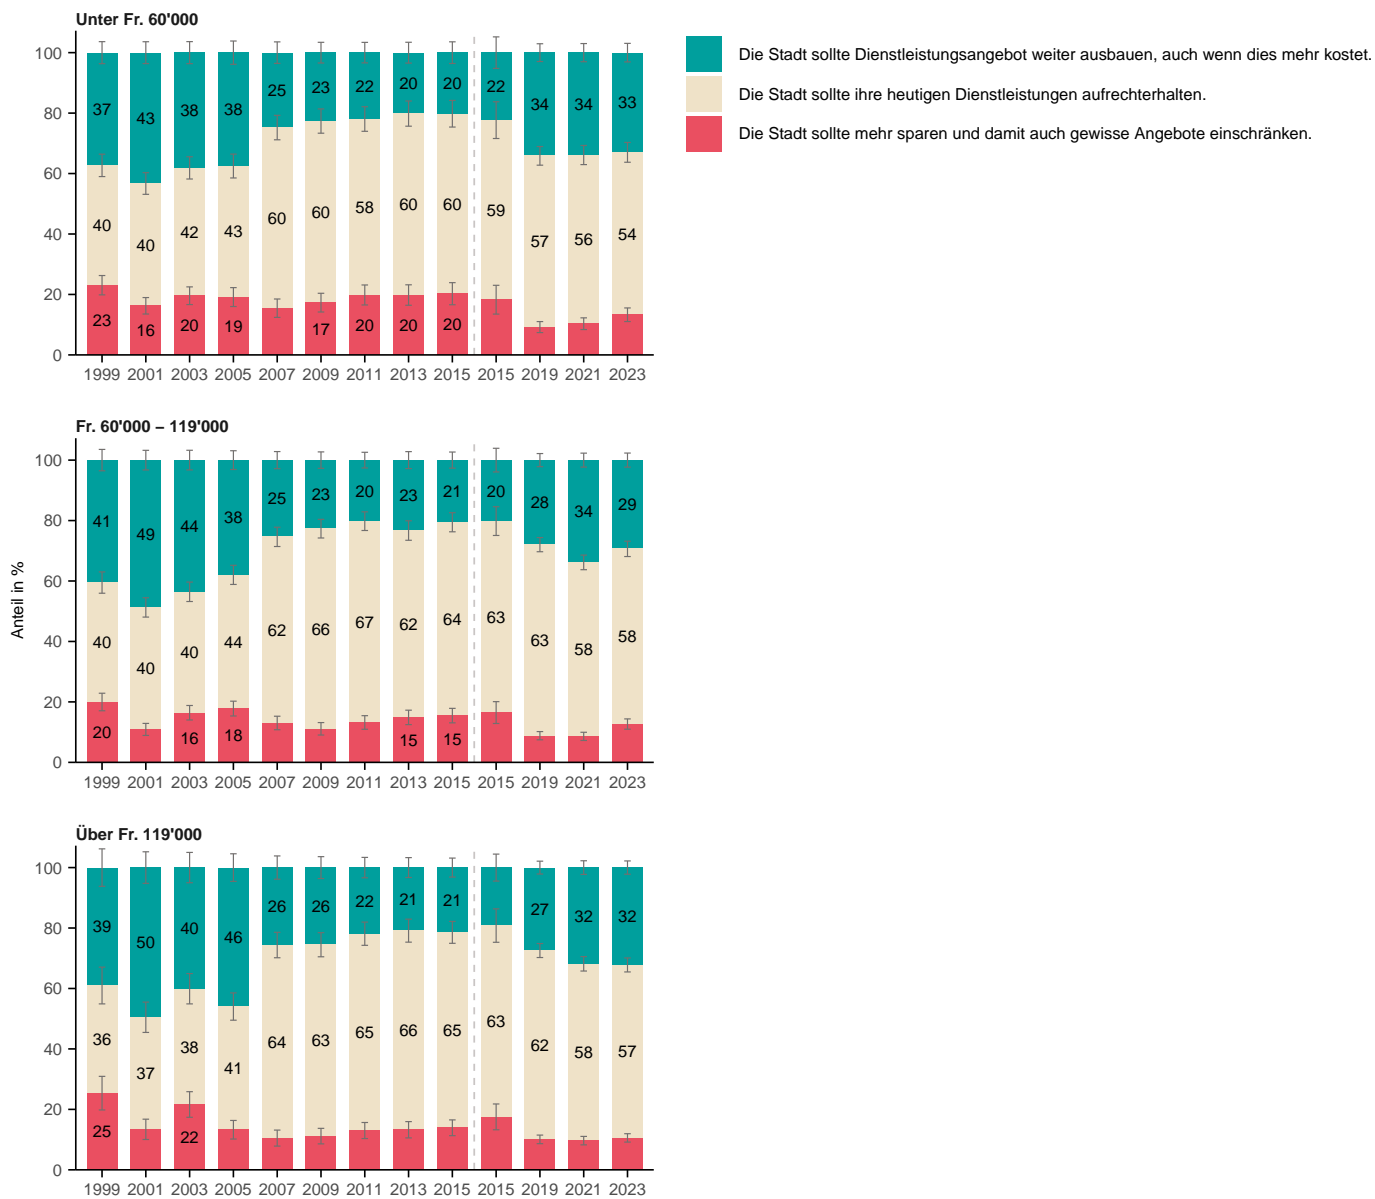 Unter Fr. 60'000
100
80
60
40
20
0
37 43 38 38 25 23 22 20 20 22 34 34 33
40 40 42 43 60 60 58 60 60 59 57 56 54
23 16 20 19 17 20 20 20
1999 2001 2003 2005 2007 2009 2011 2013 2015 2015 2019 2021 2023
Die Stadt sollte Dienstleistungsangebot weiter ausbauen, auch wenn dies mehr kostet.
Die Stadt sollte ihre heutigen Dienstleistungen aufrechterhalten.
Die Stadt sollte mehr sparen und damit auch gewisse Angebote einschränken.
Anteil in %
Fr. 60'000 – 119'000
100
80
60
40
20
0
41 49 44 38 25 23 20 23 21 20 28 34 29
40 40 40 44 62 66 67 62 64 63 63 58 58
20 16 18 15 15
1999 2001 2003 2005 2007 2009 2011 2013 2015 2015 2019 2021 2023
Über Fr. 119'000
100
80
60
40
20
0
39 50 40 46 26 26 22 21 21 27 32 32
36 37 38 41 64 63 65 66 65 63 62 58 57
25 22
1999 2001 2003 2005 2007 2009 2011 2013 2015 2015 2019 2021 2023